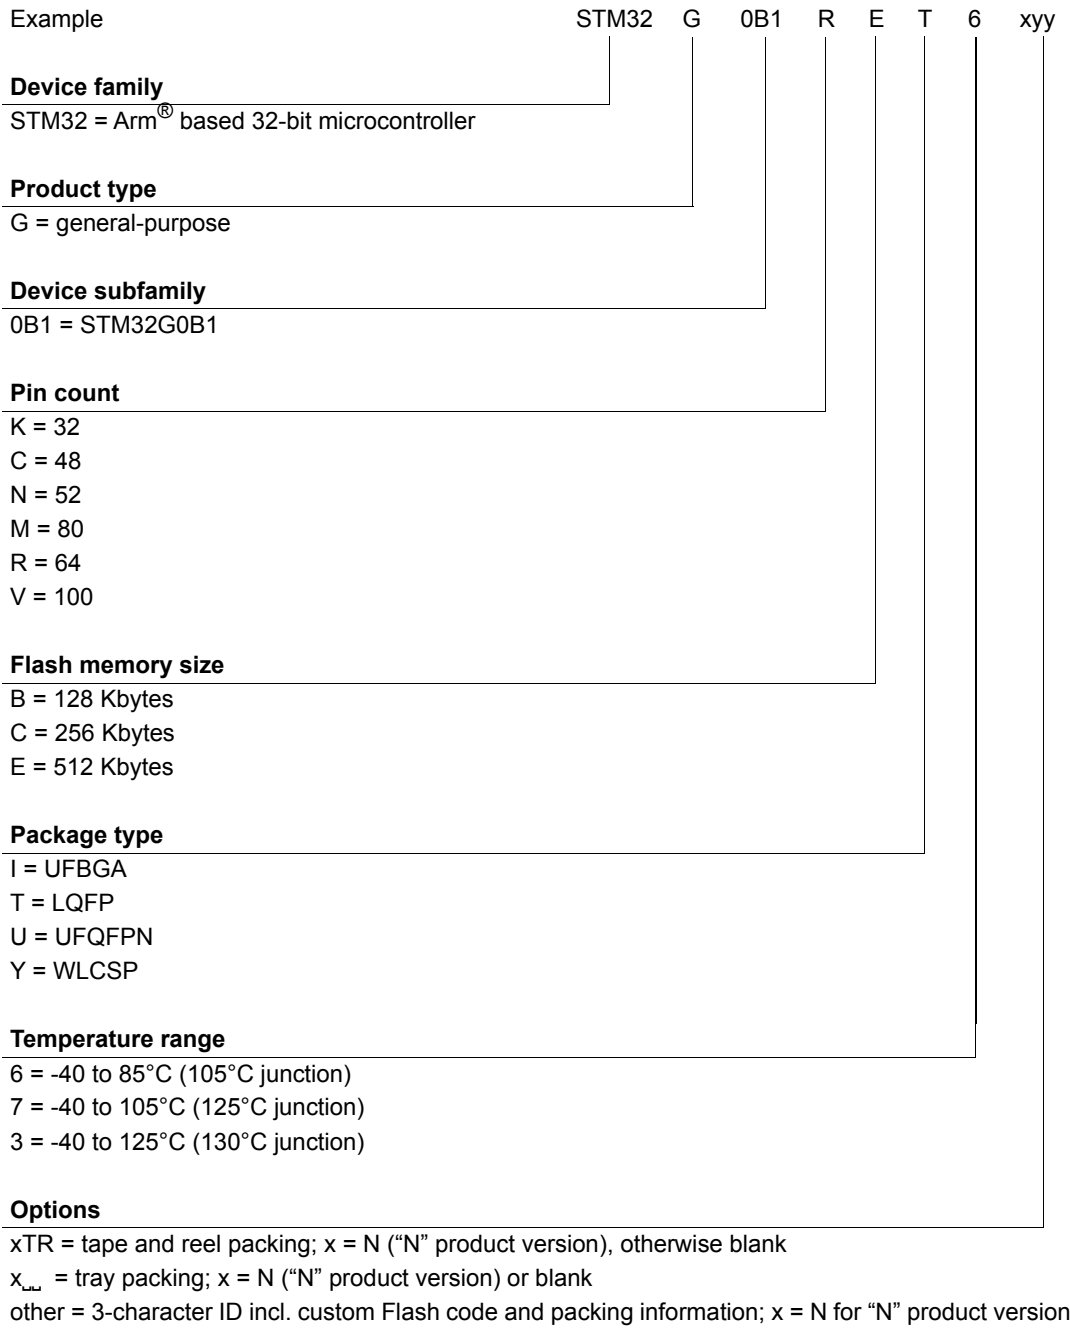 Example STM32 G 0B1 R E T 6 xyy
Device family
STM32 = Arm® based 32-bit microcontroller
Product type
G = general-purpose
Device subfamily
0B1 = STM32G0B1
Pin count
K = 32
C = 48
N = 52
M = 80
R = 64
V = 100
Flash memory size
B = 128 Kbytes
C = 256 Kbytes
E = 512 Kbytes
Package type
I = UFBGA
T = LQFP
U = UFQFPN
Y = WLCSP
Temperature range
6 = -40 to 85°C (105°C junction)
7 = -40 to 105°C (125°C junction)
3 = -40 to 125°C (130°C junction)
Options
xTR = tape and reel packing; x = N (“N” product version), otherwise blank
x␣␣ = tray packing; x = N (“N” product version) or blank
other = 3-character ID incl. custom Flash code and packing information; x = N for “N” product version